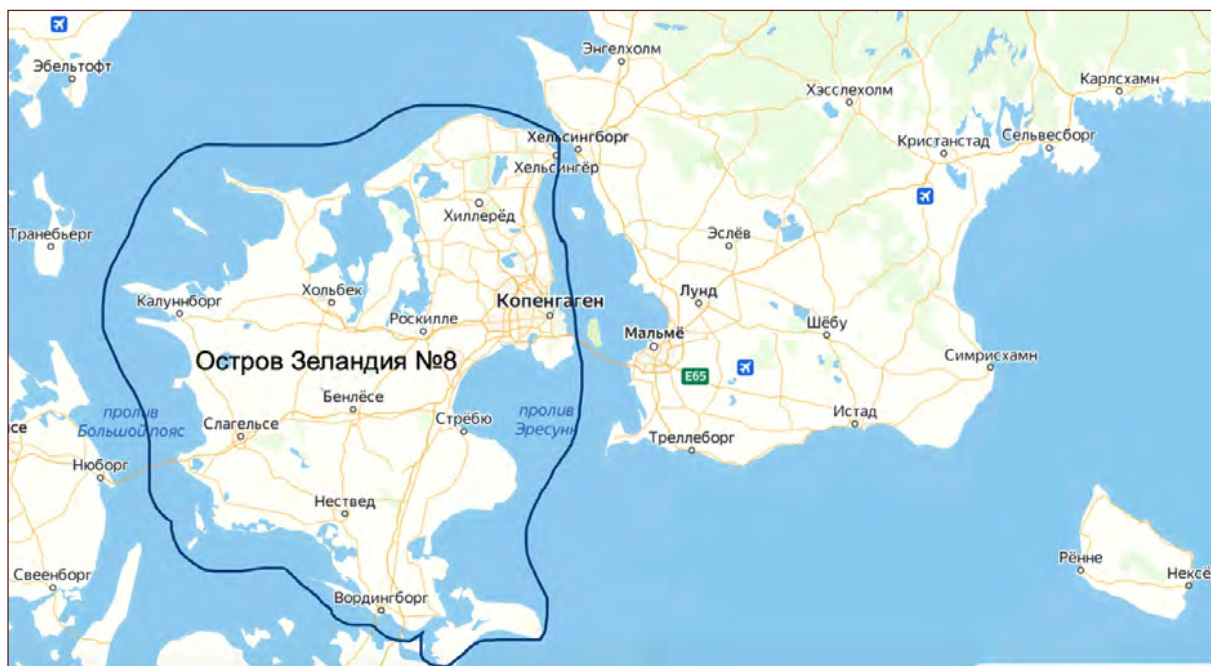 Эбельтофт
Энгелхолм
Карлсхамн
Хэсслехолм
Хельсингборг
Кристанстад
Сельвесборг
Хельсингёр
Хиллерёд
Транебьерг
Эслёв
Калуннборг
Хольбек
Копенгаген
Лунд
Роскилле
Мальмё
Шёбу
Остров Зеландия №8
Симрисхамн
E65
Бенлёсе
пролив
Большой пояс
Слагельсе
Стрёбю
пролив
Эресунн
Истад
се
Треллеборг
Нюборг
Нествед
Свеенборг
Рённе
Нексё
Вордингборг